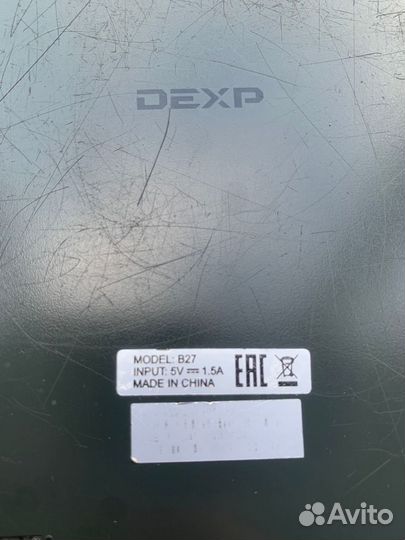 DEXP
MODEL: B27
INPUT: 5V ⎓ 1.5A
MADE IN CHINA
EAC
Avito